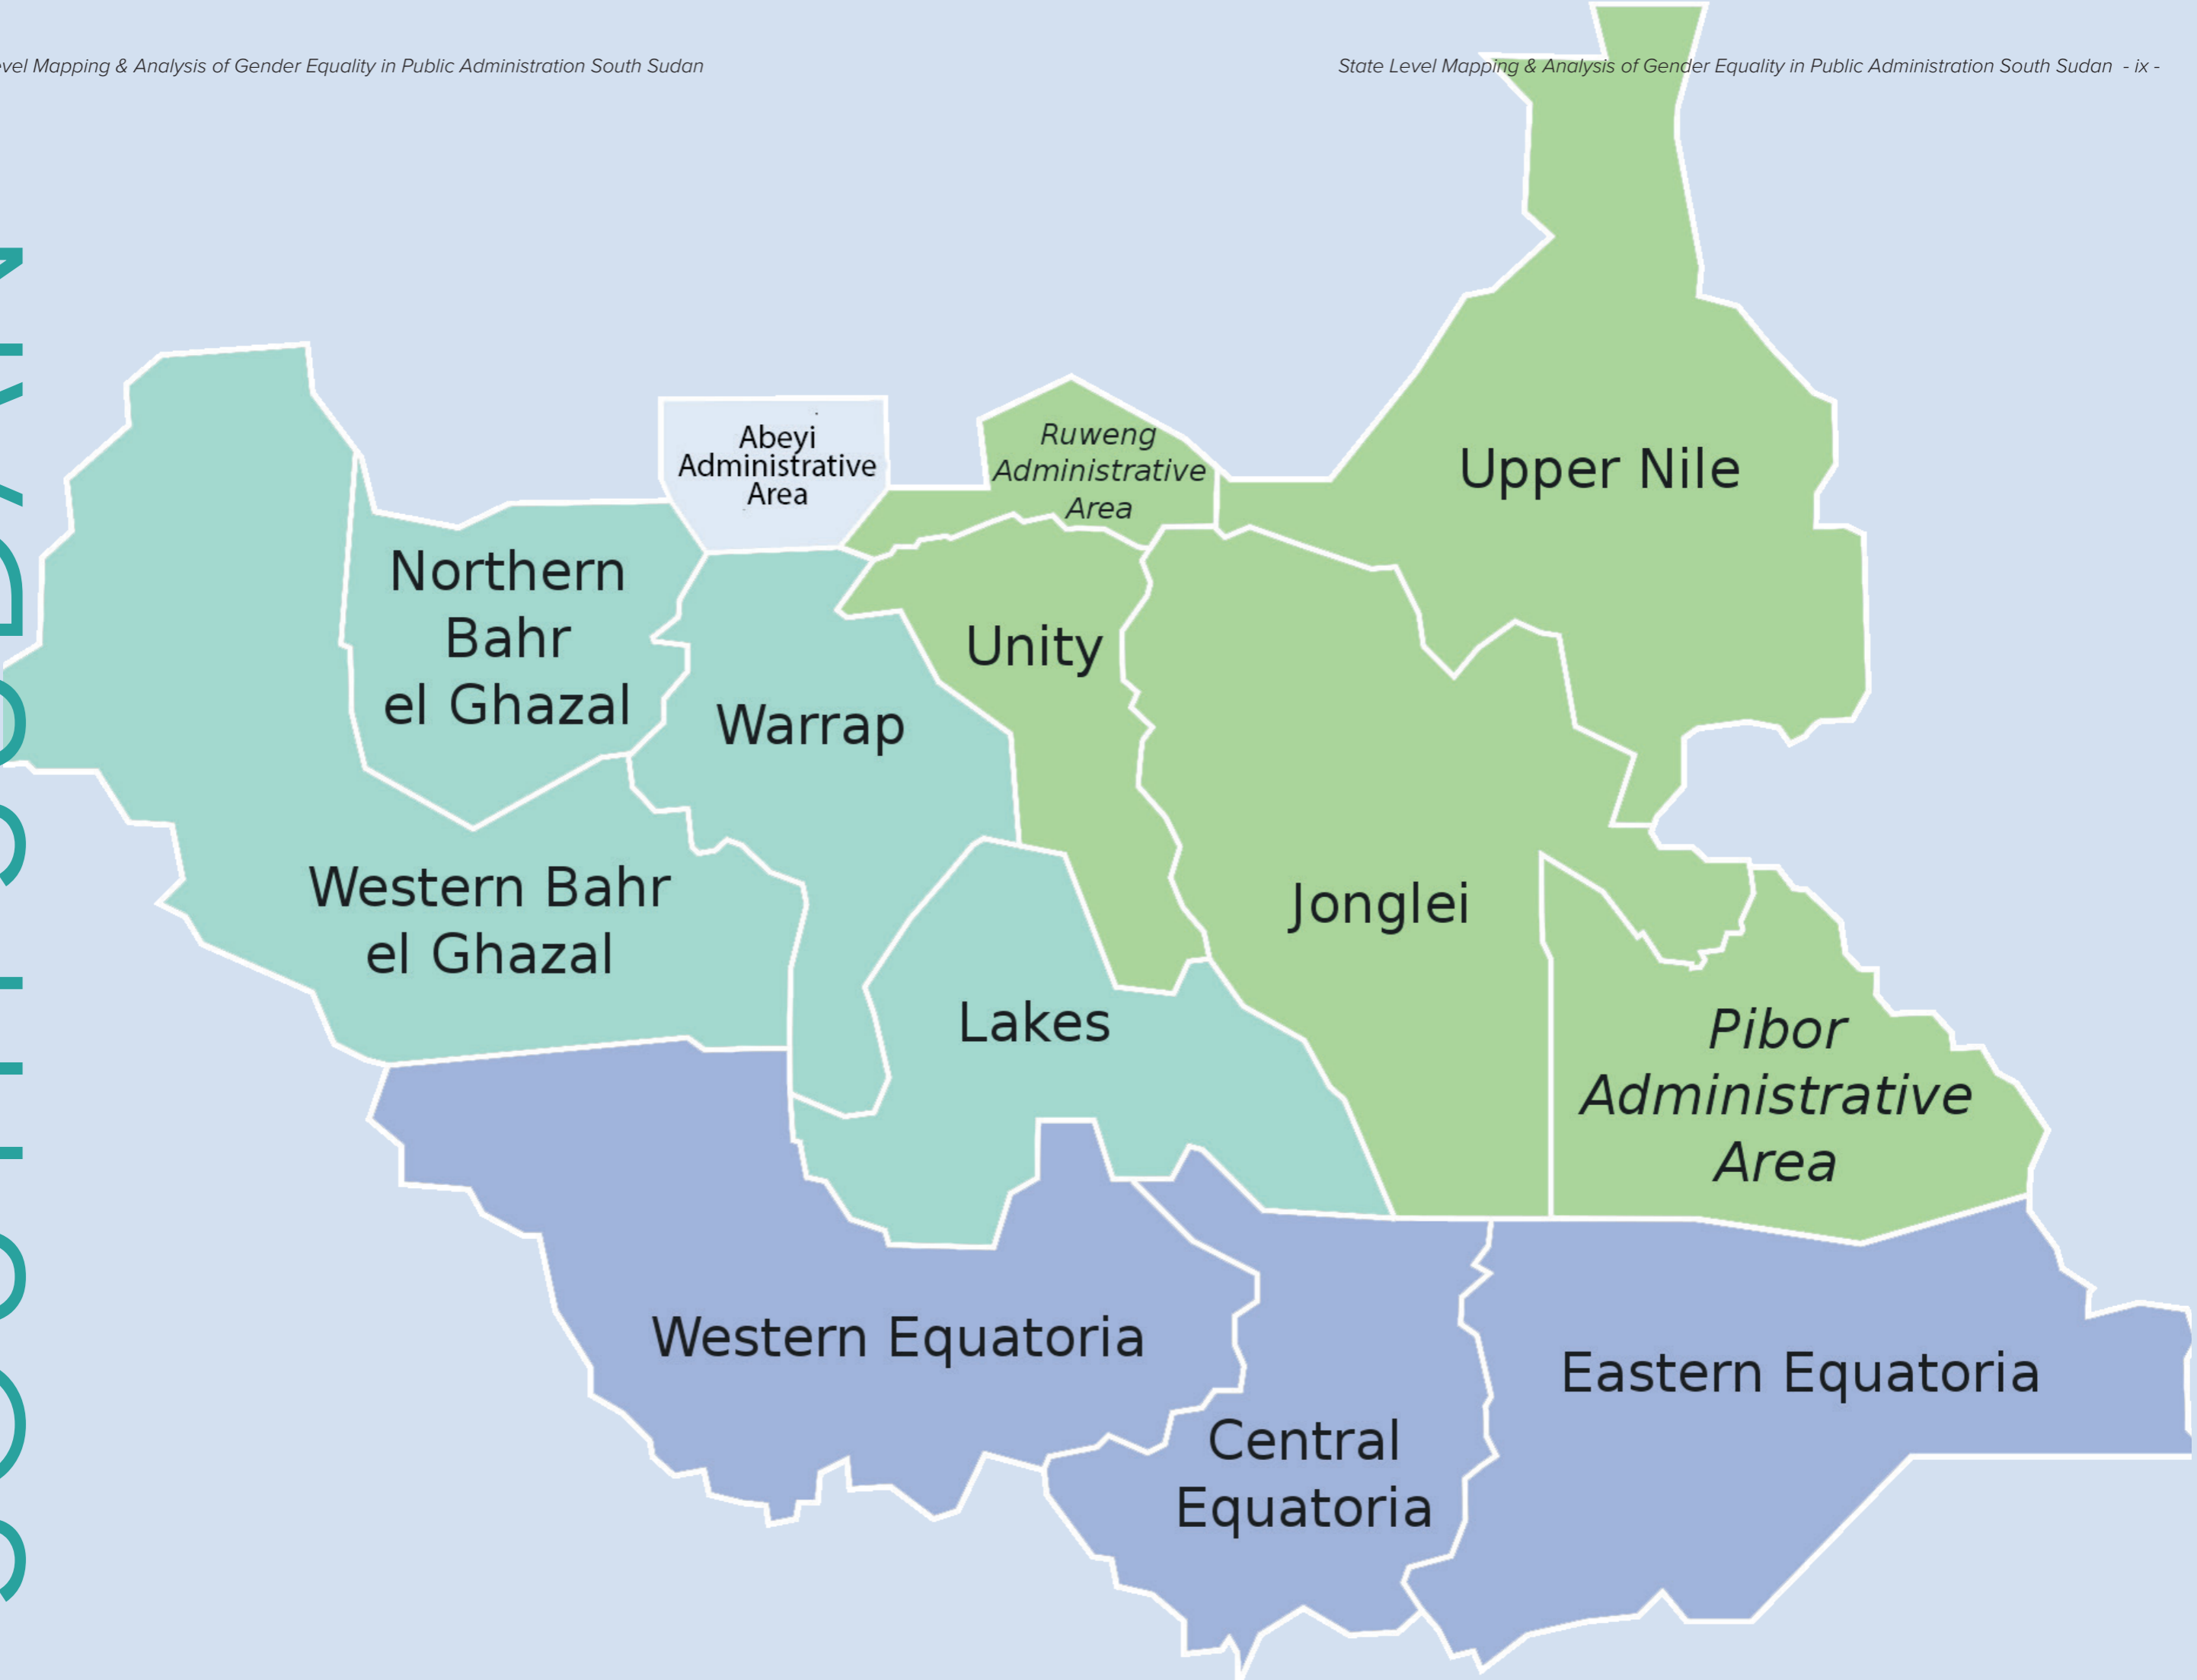 vel Mapping & Analysis of Gender Equality in Public Administration South Sudan
State Level Mapping & Analysis of Gender Equality in Public Administration South Sudan - ix -
Abeyi
Administrative
Area
Ruweng
Administrative
Area
Upper Nile
Northern
Bahr
el Ghazal
Unity
Warrap
Western Bahr
el Ghazal
Jonglei
Lakes
Pibor
Administrative
Area
Western Equatoria
Eastern Equatoria
Central
Equatoria